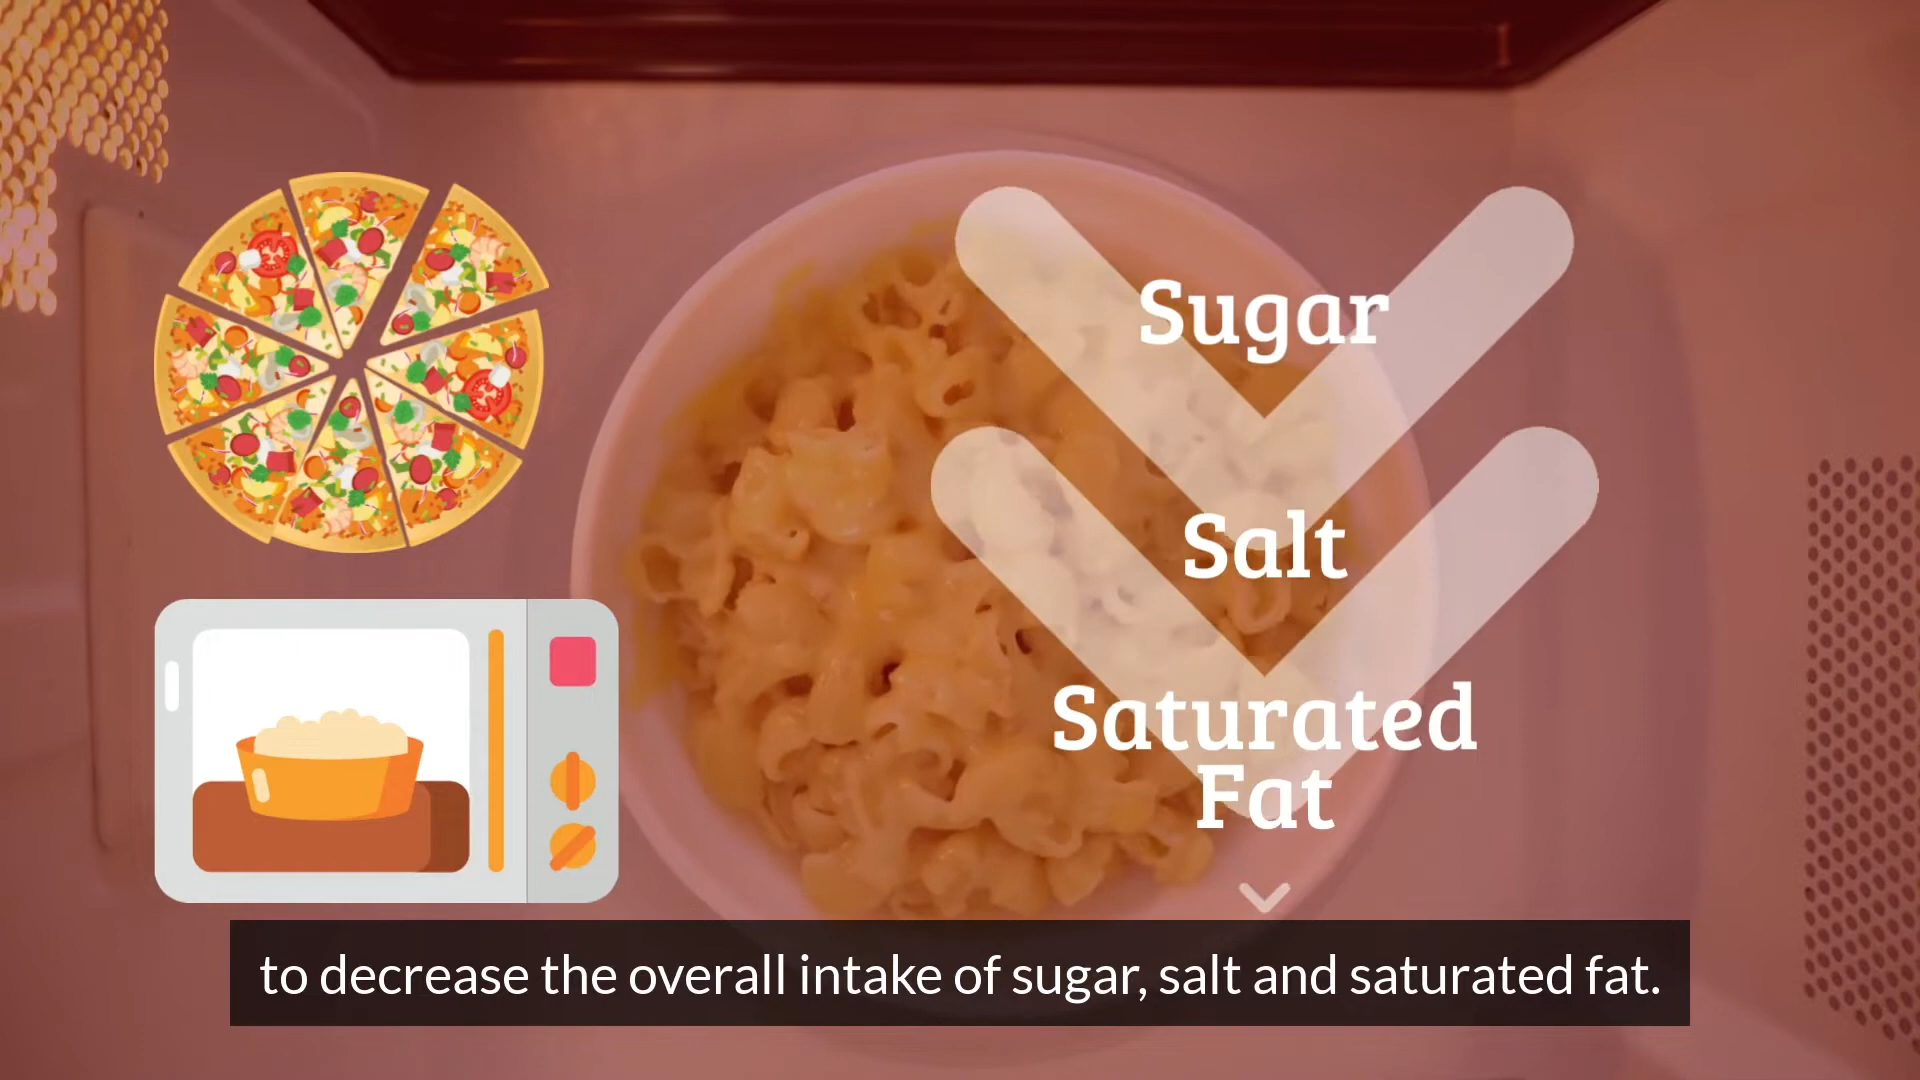 Sugar
Salt
Saturated
Fat
to decrease the overall intake of sugar, salt and saturated fat.